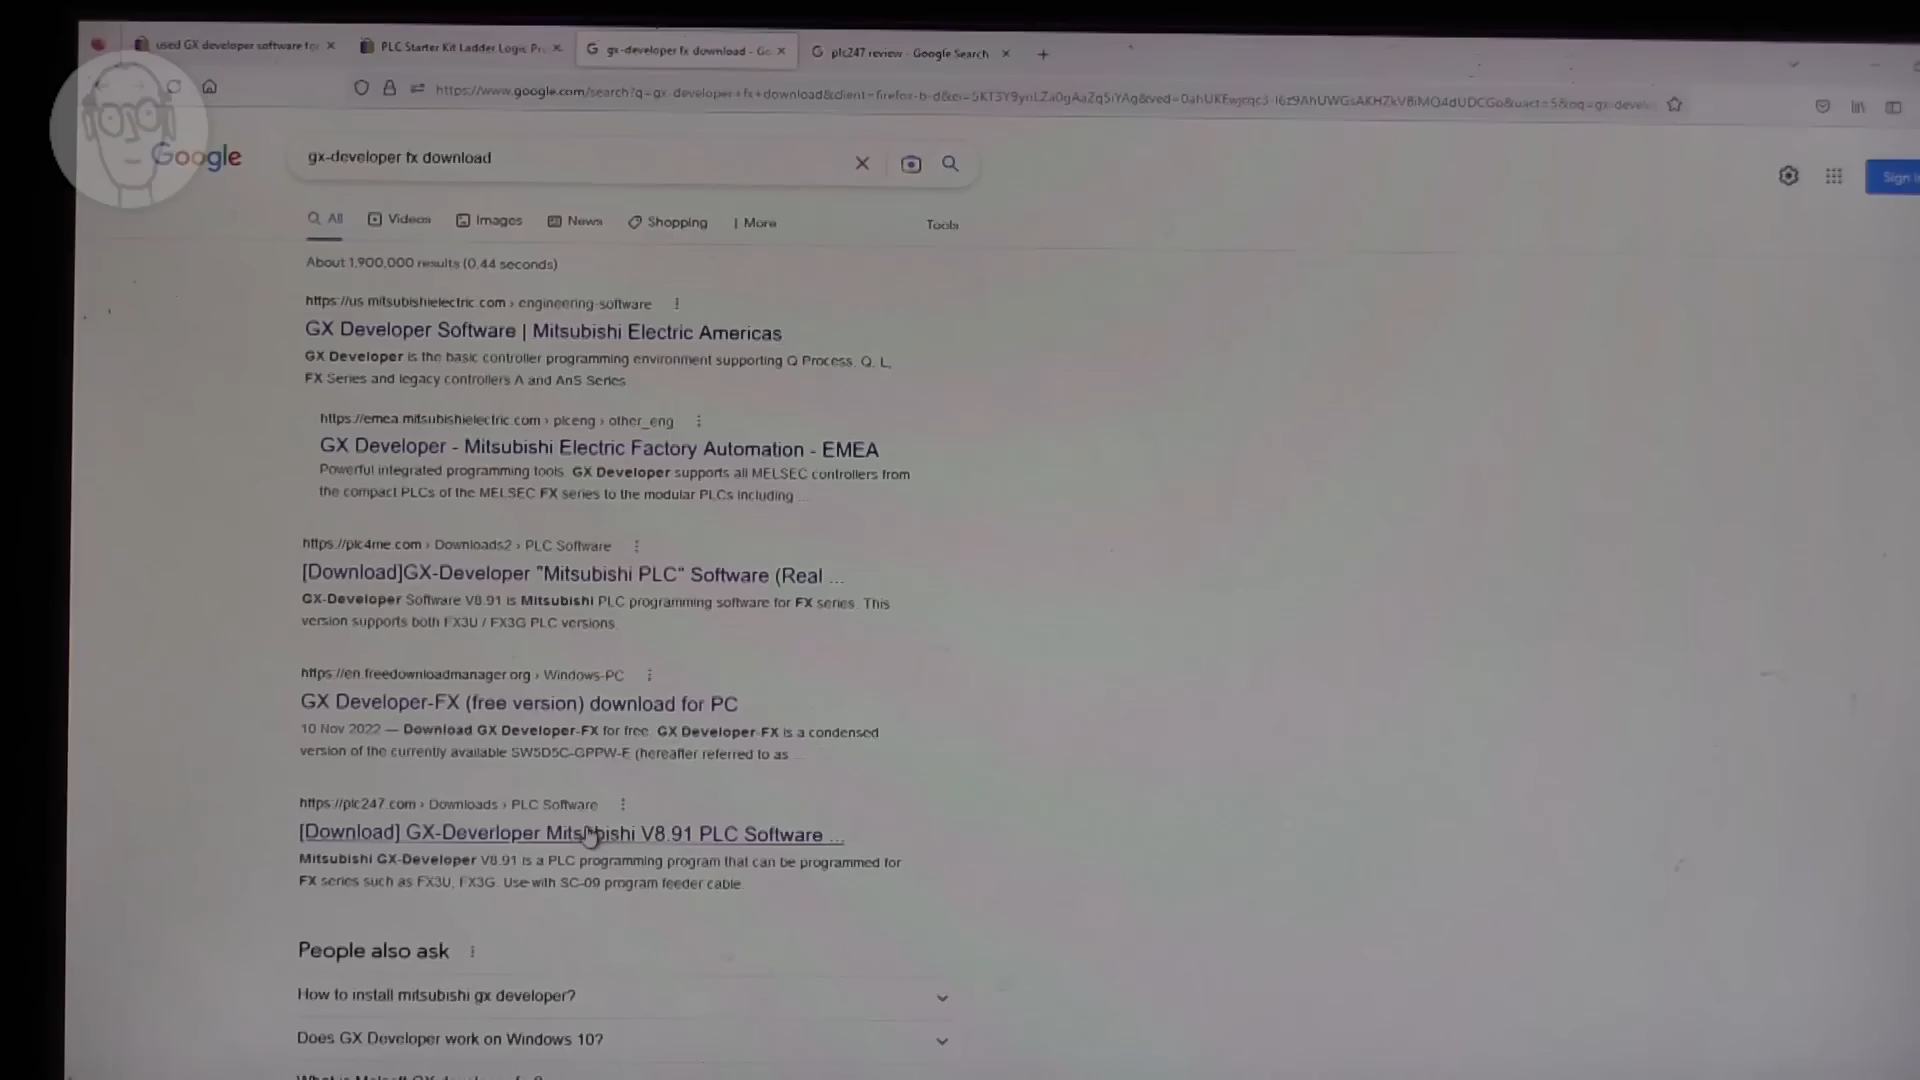 used GX developer software for
PLC Starter Kit Ladder Logic Pr
gx-developer fx download - Go
plc247 review - Google Search
Google
gx-developer fx download
Sign i
All
Videos
Images
News
Shopping
More
Tools
About 1,900,000 results (0.44 seconds)
https://us.mitsubishielectric.com › engineering-software
GX Developer Software | Mitsubishi Electric Americas
GX Developer is the basic controller programming environment supporting Q Process, Q, L,
FX Series and legacy controllers A and AnS Series
https://emea.mitsubishielectric.com › plceng › other_eng
GX Developer - Mitsubishi Electric Factory Automation - EMEA
Powerful integrated programming tools. GX Developer supports all MELSEC controllers from
the compact PLCs of the MELSEC FX series to the modular PLCs including ...
https://plc4me.com › Downloads2 › PLC Software
[Download]GX-Developer "Mitsubishi PLC" Software (Real ...
GX-Developer Software V8.91 is Mitsubishi PLC programming software for FX series. This
version supports both FX3U / FX3G PLC versions.
https://en.freedownloadmanager.org › Windows-PC
GX Developer-FX (free version) download for PC
10 Nov 2022 — Download GX Developer-FX for free. GX Developer-FX is a condensed
version of the currently available SW5D5C-GPPW-E (hereafter referred to as ...
https://plc247.com › Downloads › PLC Software
[Download] GX-Deverloper Mitsubishi V8.91 PLC Software ...
Mitsubishi GX-Developer V8.91 is a PLC programming program that can be programmed for
FX series such as FX3U, FX3G. Use with SC-09 program feeder cable.
People also ask
How to install mitsubishi gx developer?
Does GX Developer work on Windows 10?